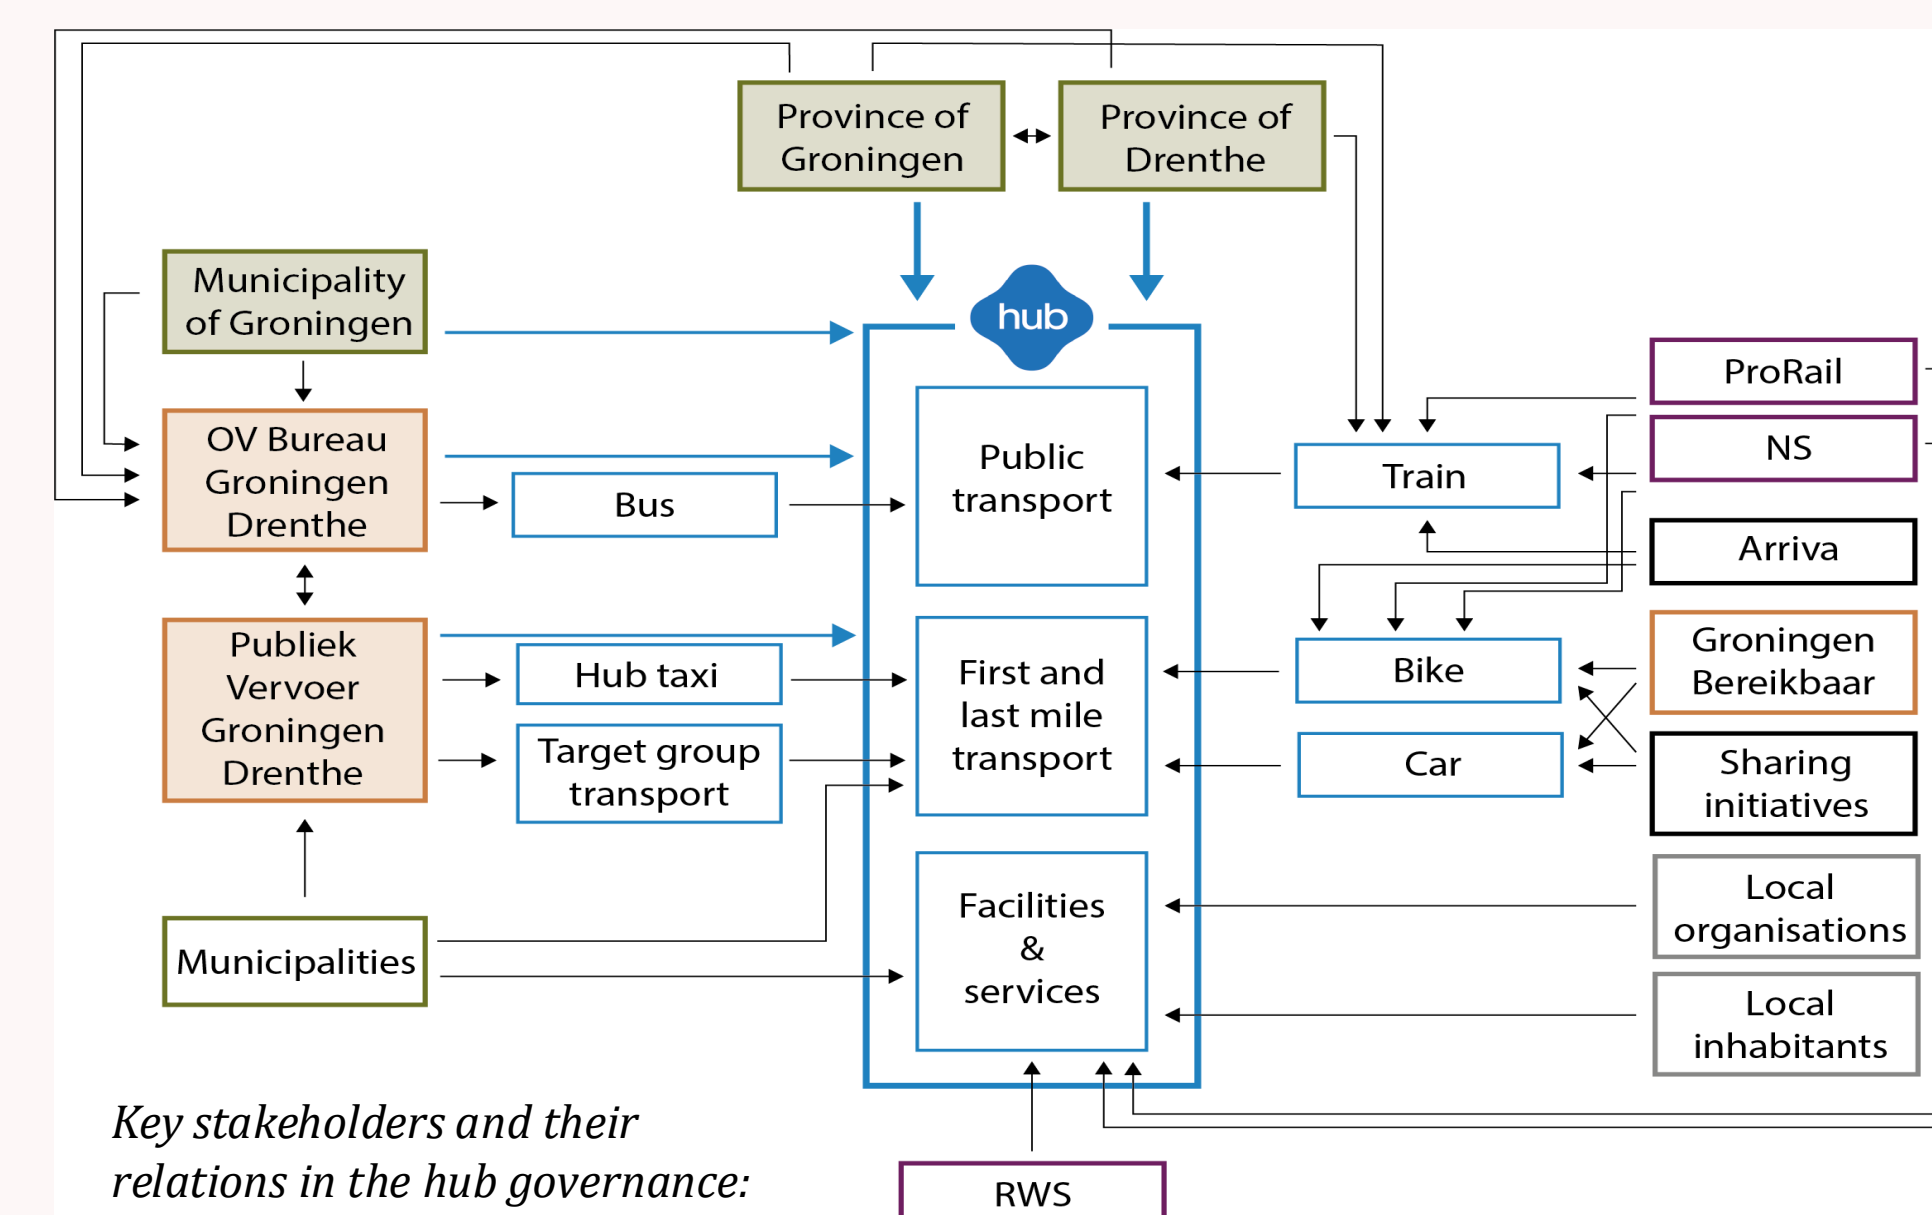 Province of
Groningen
Province of
Drenthe
Municipality
of Groningen
hub
OV Bureau
Groningen
Drenthe
Bus
Public
transport
Train
ProRail
NS
Arriva
Publiek
Vervoer
Groningen
Drenthe
Hub taxi
Target group
transport
First and
last mile
transport
Bike
Car
Groningen
Bereikbaar
Sharing
initiatives
Municipalities
Facilities
&
services
Local
organisations
Local
inhabitants
Key stakeholders and their
relations in the hub governance:
RWS